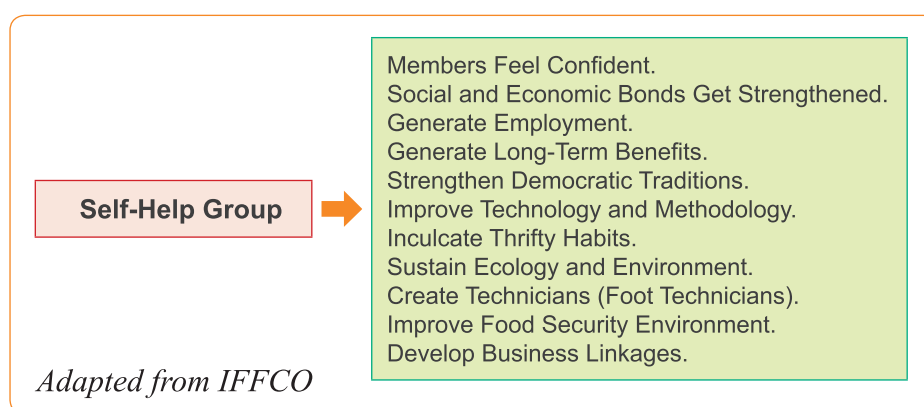 Self-Help Group
Members Feel Confident.
Social and Economic Bonds Get Strengthened.
Generate Employment.
Generate Long-Term Benefits.
Strengthen Democratic Traditions.
Improve Technology and Methodology.
Inculcate Thrifty Habits.
Sustain Ecology and Environment.
Create Technicians (Foot Technicians).
Improve Food Security Environment.
Develop Business Linkages.
Adapted from IFFCO